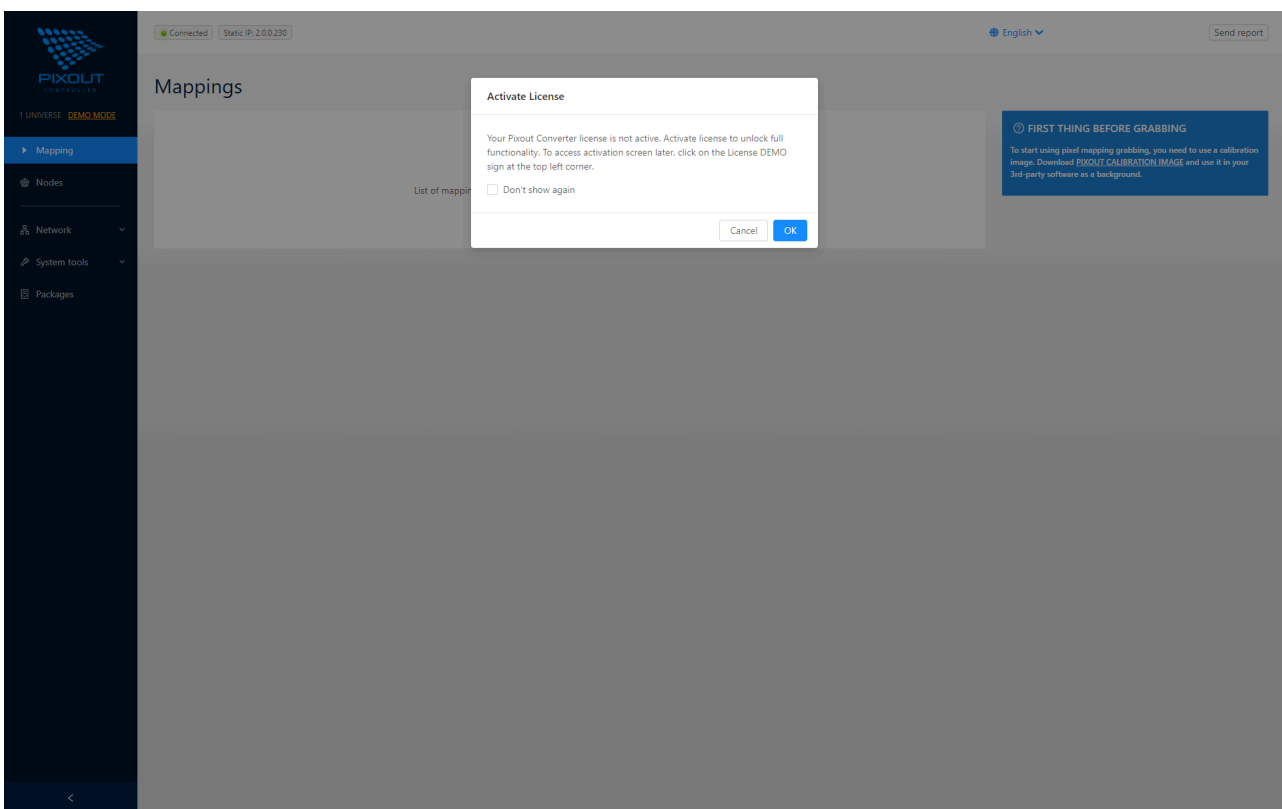 PIXOUT
CONTROLLER
1 UNIVERSE DEMO MODE
Mapping
Nodes
Network
System tools
Packages
Connected
Static IP: 2.0.0.230
English
Send report
Mappings
List of mappin
Activate License
Your Pixout Converter license is not active. Activate license to unlock full
functionality. To access activation screen later, click on the License DEMO
sign at the top left corner.
Don't show again
Cancel
OK
FIRST THING BEFORE GRABBING
To start using pixel mapping grabbing, you need to use a calibration
image. Download PIXOUT CALIBRATION IMAGE and use it in your
3rd-party software as a background.